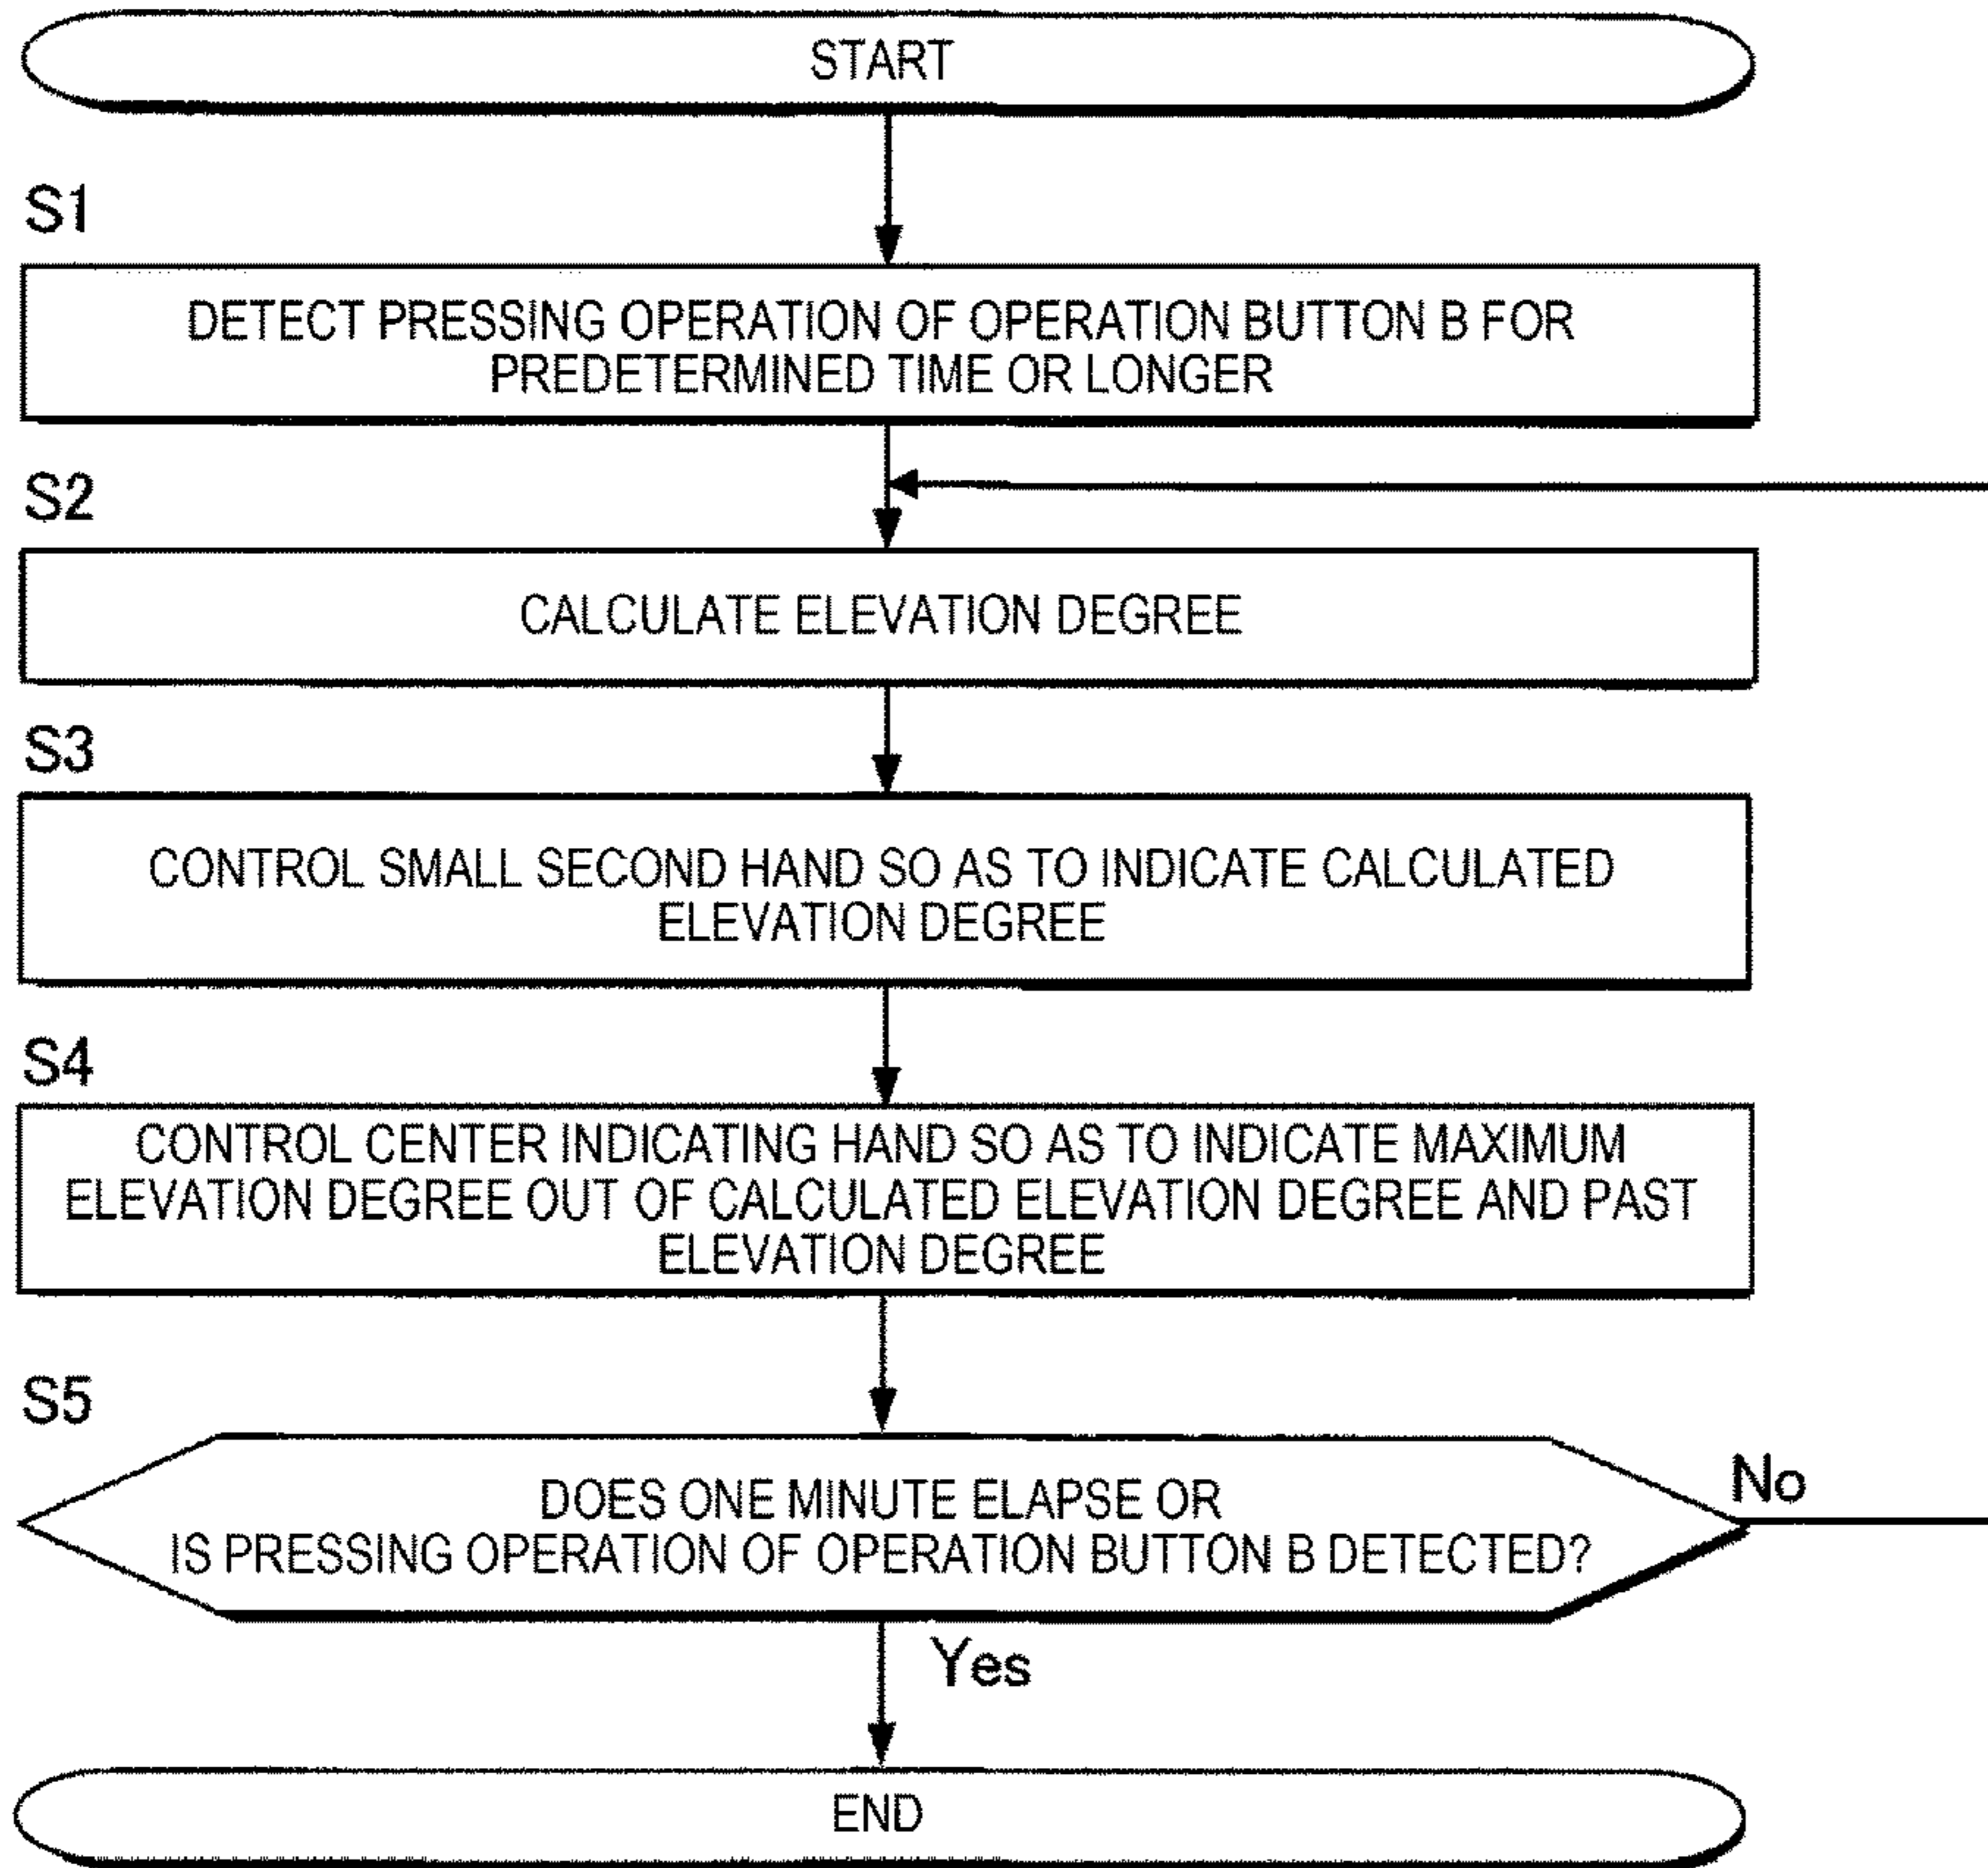 START
S1
DETECT PRESSING OPERATION OF OPERATION BUTTON B FOR
PREDETERMINED TIME OR LONGER
S2
CALCULATE ELEVATION DEGREE
S3
CONTROL SMALL SECOND HAND SO AS TO INDICATE CALCULATED
ELEVATION DEGREE
S4
CONTROL CENTER INDICATING HAND SO AS TO INDICATE MAXIMUM
ELEVATION DEGREE OUT OF CALCULATED ELEVATION DEGREE AND PAST
ELEVATION DEGREE
S5
DOES ONE MINUTE ELAPSE OR
IS PRESSING OPERATION OF OPERATION BUTTON B DETECTED?
No
Yes
END